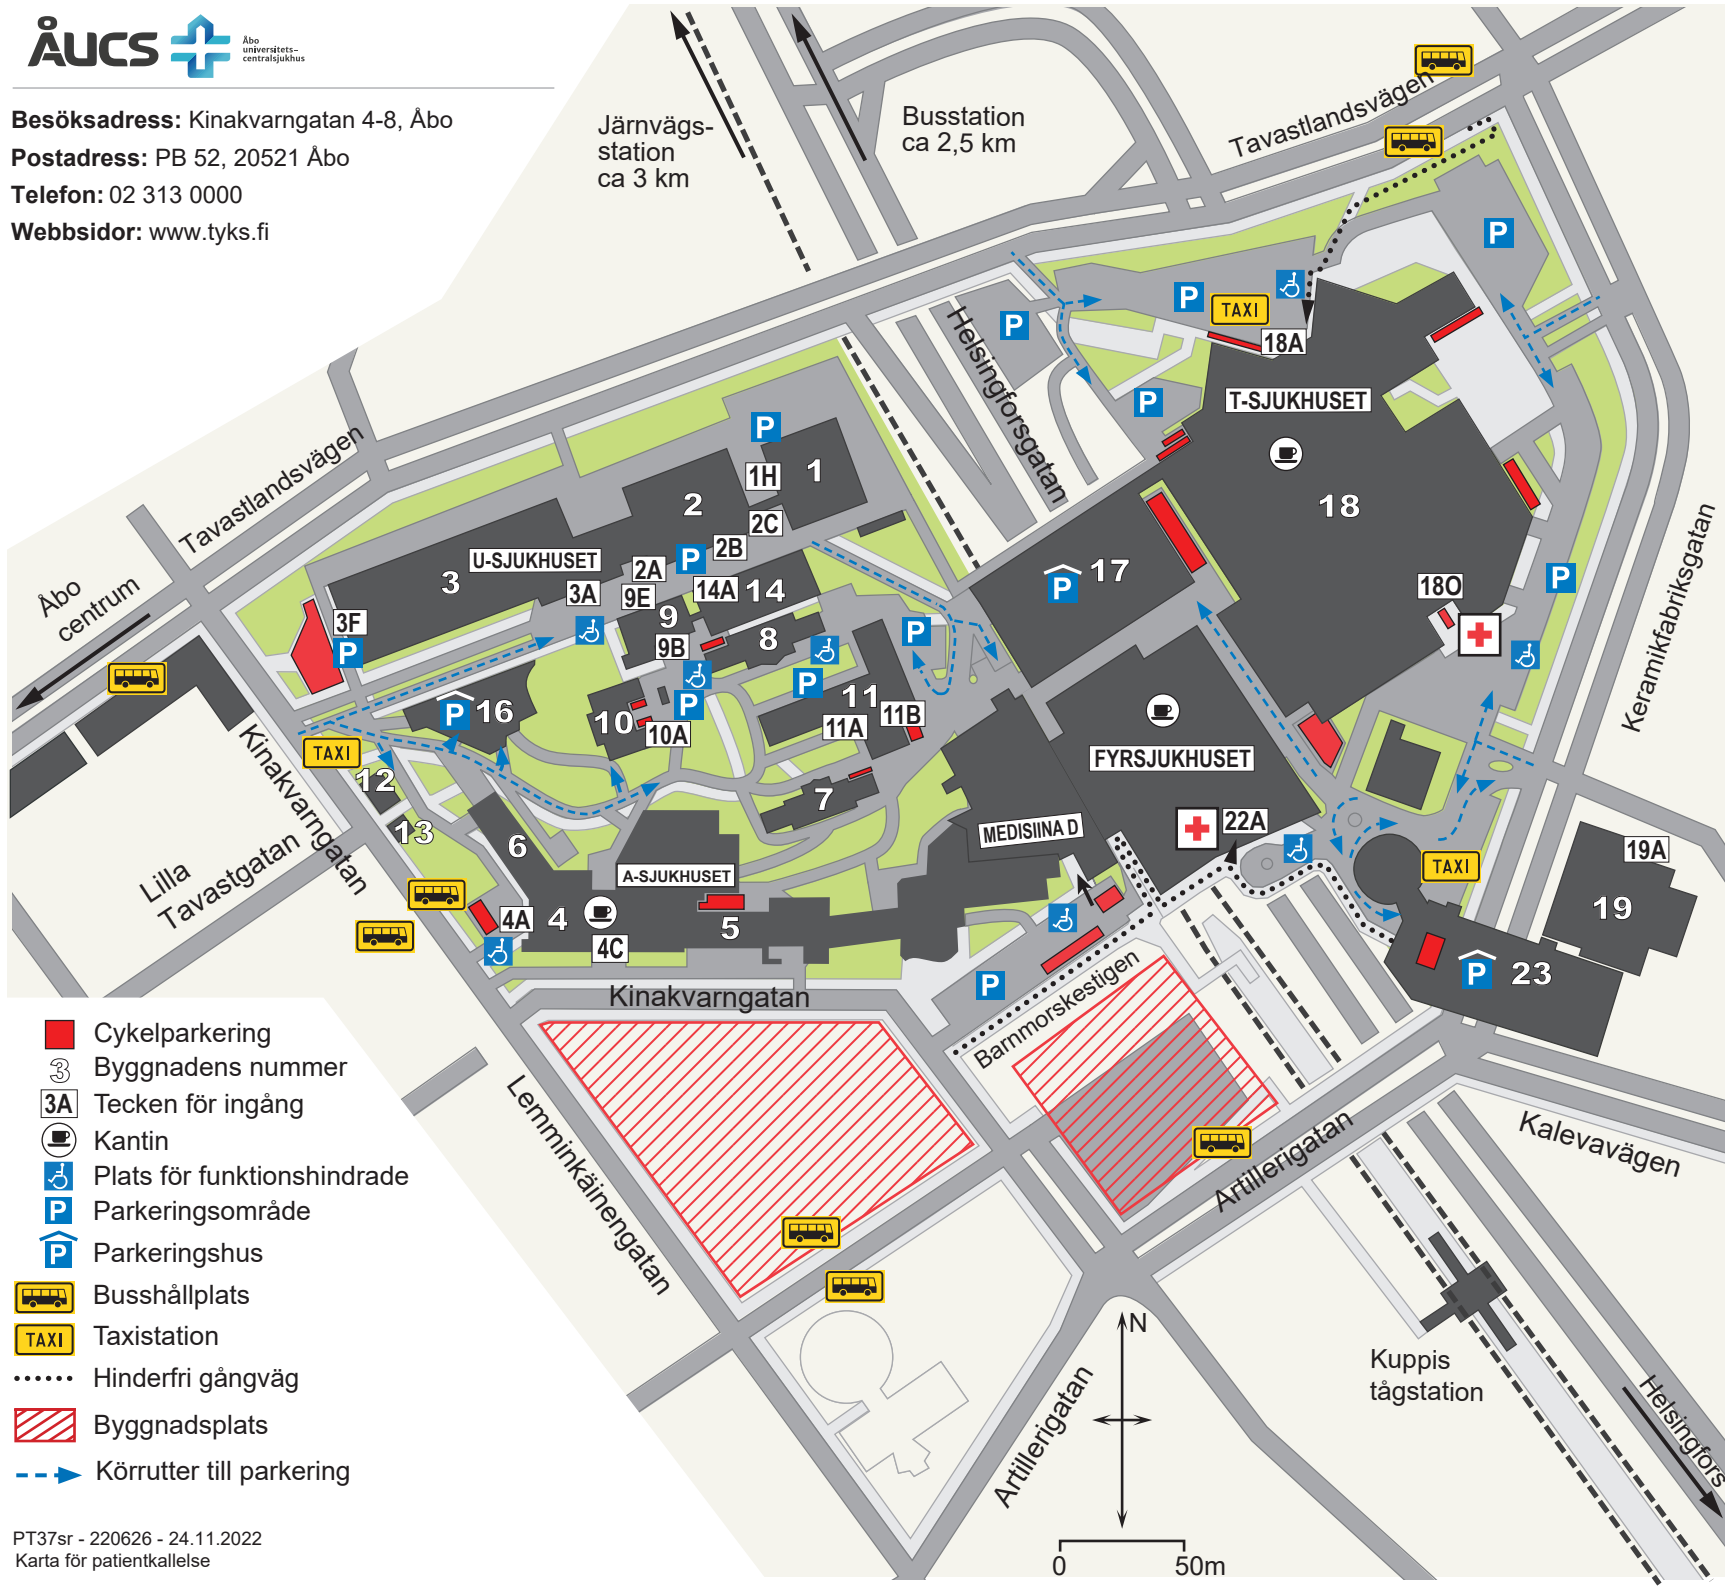 ÅUCS
Åbo
universitets–
centralsjukhus
Besöksadress: Kinakvarngatan 4-8, Åbo
Postadress: PB 52, 20521 Åbo
Telefon: 02 313 0000
Webbsidor: www.tyks.fi
Järnvägs-
station
ca 3 km
Busstation
ca 2,5 km
Tavastlandsvägen
P
P
P
TAXI
18A
P
T-SJUKHUSET
18
Helsingforsgatan
Keramikfabriksgatan
P
1
1H
2
2C
2B
U-SJUKHUSET
3
2A
P
3A
9E
14A
14
9
9B
8
3F
P
Tavastlandsvägen
Åbo
centrum
P
17
18O
P
P
P
P
11
11A
11B
P
16
10
10A
TAXI
12
13
Kinakvarngatan
Lilla
Tavastgatan
6
7
FYRSJUKHUSET
MEDISIINA D
22A
A-SJUKHUSET
4A
4
4C
5
TAXI
19A
19
P
23
P
Kinakvarngatan
Barnmorskestigen
Lemminkäinengatan
Artillerigatan
Kalevavägen
Artillerigatan
Kuppis
tågstation
Helsingfors
N
0
50m
Cykelparkering
3
Byggnadens nummer
3A
Tecken för ingång
Kantin
Plats för funktionshindrade
P
Parkeringsområde
P
Parkeringshus
Busshållplats
TAXI
Taxistation
Hinderfri gångväg
Byggnadsplats
Körrutter till parkering
PT37sr - 220626 - 24.11.2022
Karta för patientkallelse